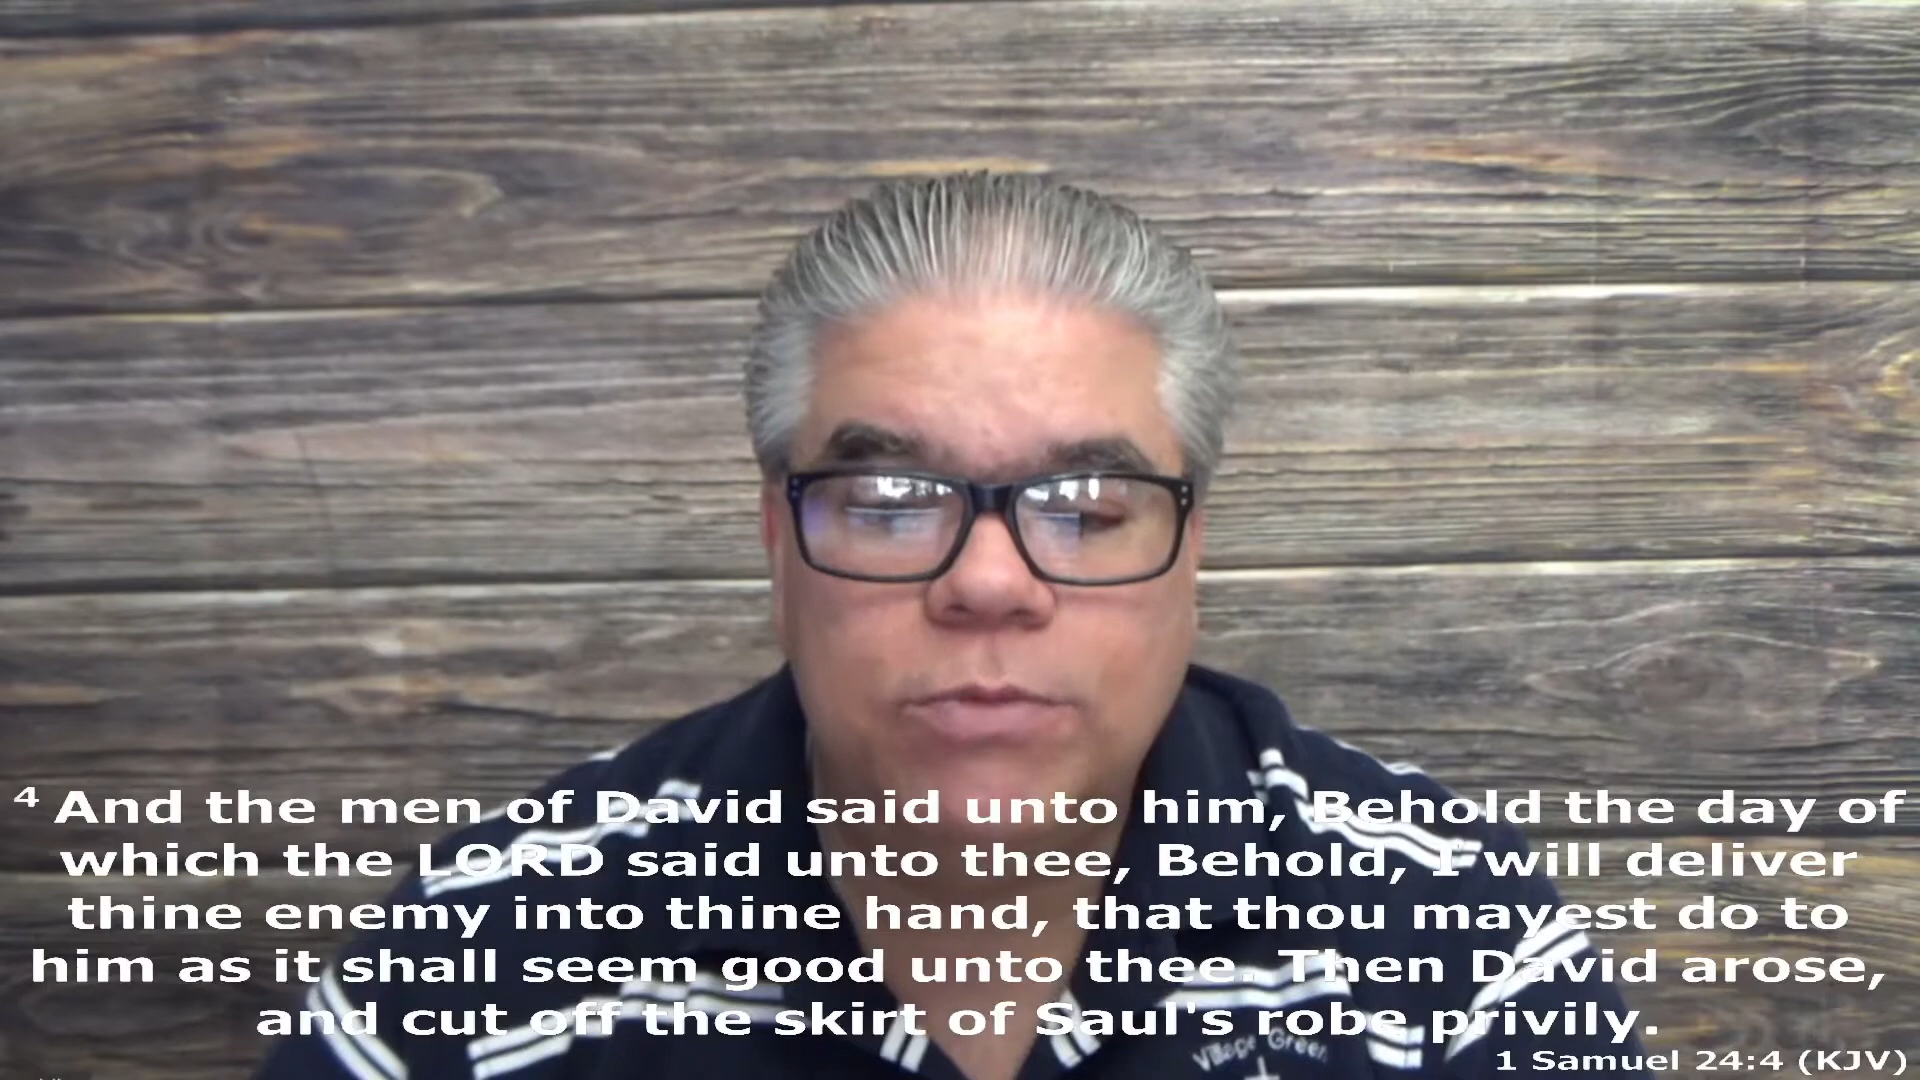 4 And the men of David said unto him, Behold the day of
which the LORD said unto thee, Behold, I will deliver
thine enemy into thine hand, that thou mayest do to
him as it shall seem good unto thee. Then David arose,
and cut off the skirt of Saul's robe privily.
Village Green
1 Samuel 24:4 (KJV)